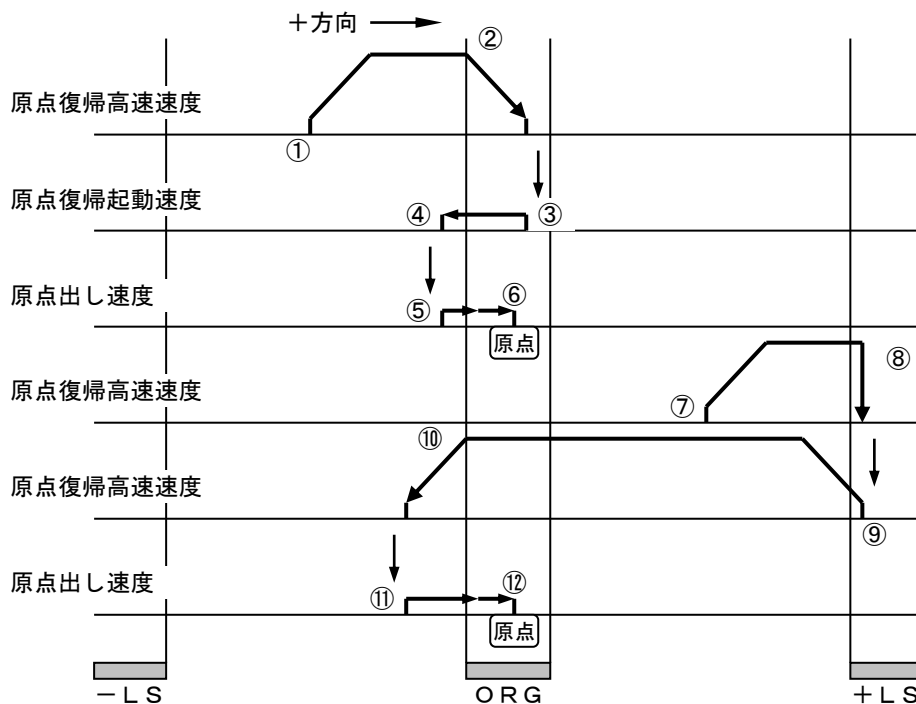 ＋方向
②
原点復帰高速速度
①
原点復帰起動速度
④
③
原点出し速度
⑤
⑥
原点
⑧
原点復帰高速速度
⑦
⑩
原点復帰高速速度
⑨
原点出し速度
⑪
⑫
原点
－ＬＳ
ＯＲＧ
＋ＬＳ